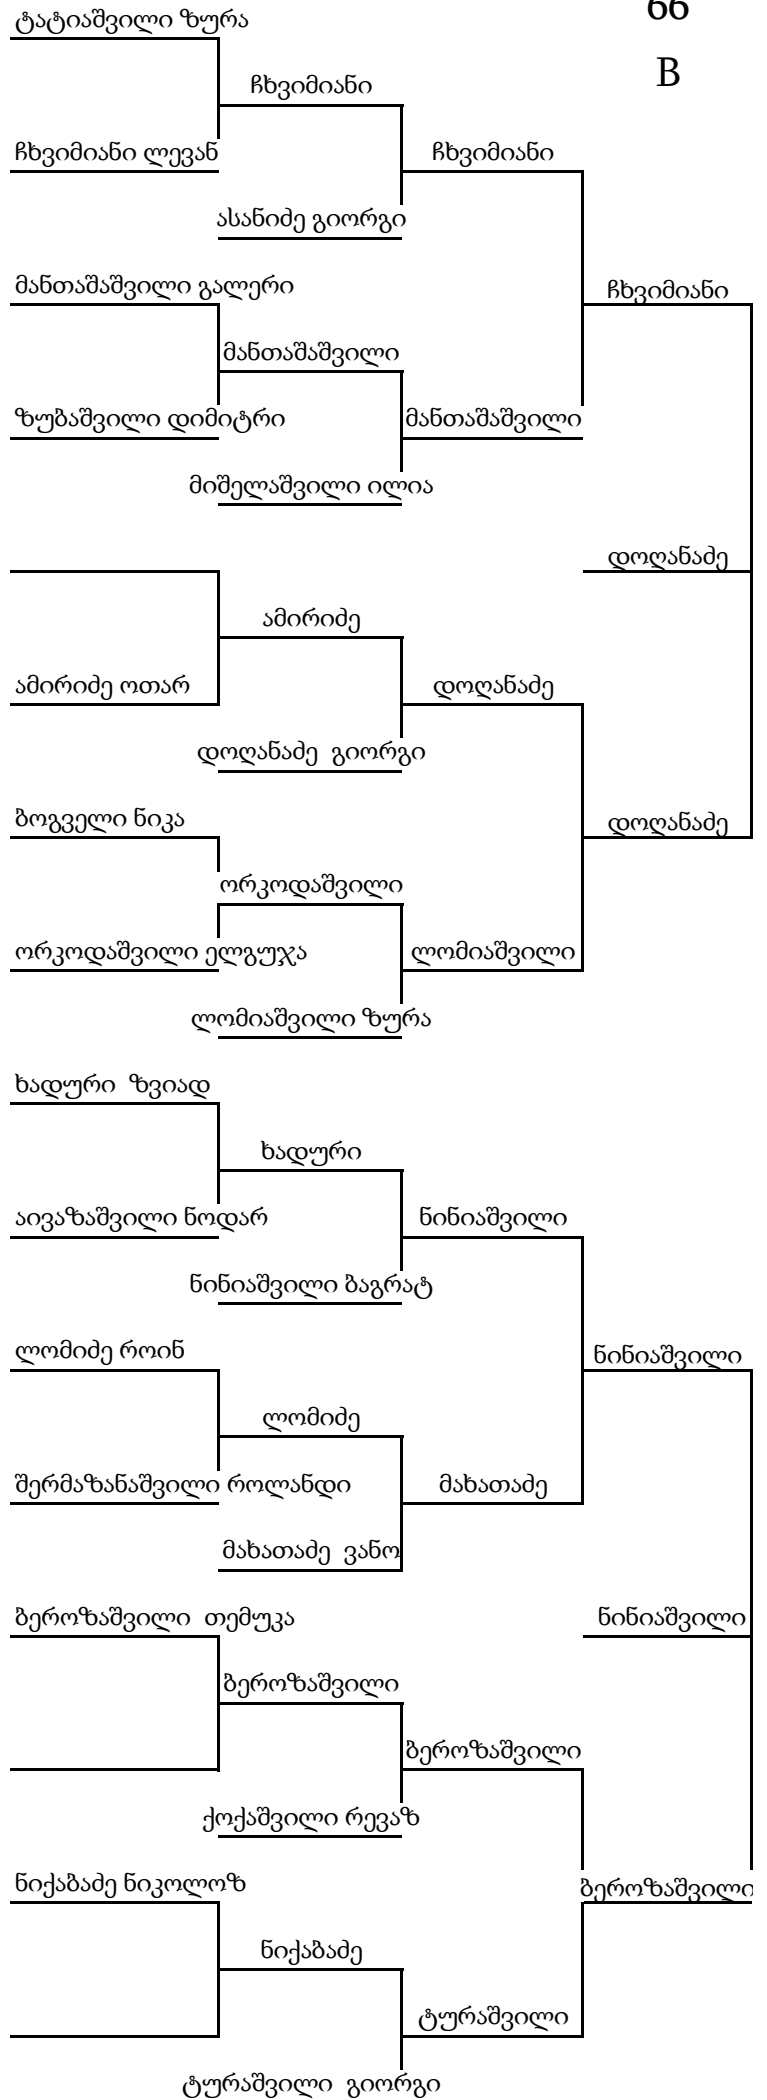 66
ტატიაშვილი ზურა
B
ჩხვიმიანი
ჩხვიმიანი ლევან
ჩხვიმიანი
ასანიძე გიორგი
მანთაშაშვილი გალერი
ჩხვიმიანი
მანთაშაშვილი
ზუბაშვილი დიმიტრი
მანთაშაშვილი
მიშელაშვილი ილია
დოღანაძე
ამირიძე
ამირიძე ოთარ
დოღანაძე
დოღანაძე გიორგი
ბოგველი ნიკა
დოღანაძე
ორკოდაშვილი
ორკოდაშვილი ელგუჯა
ლომიაშვილი
ლომიაშვილი ზურა
ხადური ზვიად
ხადური
აივაზაშვილი ნოდარ
ნინიაშვილი
ნინიაშვილი ბაგრატ
ლომიძე როინ
ნინიაშვილი
ლომიძე
შერმაზანაშვილი როლანდი
მახათაძე
მახათაძე ვანო
ბეროზაშვილი თემუკა
ნინიაშვილი
ბეროზაშვილი
ბეროზაშვილი
ქოქაშვილი რევაზ
ნიქაბაძე ნიკოლოზ
ბეროზაშვილი
ნიქაბაძე
ტურაშვილი
ტურაშვილი გიორგი